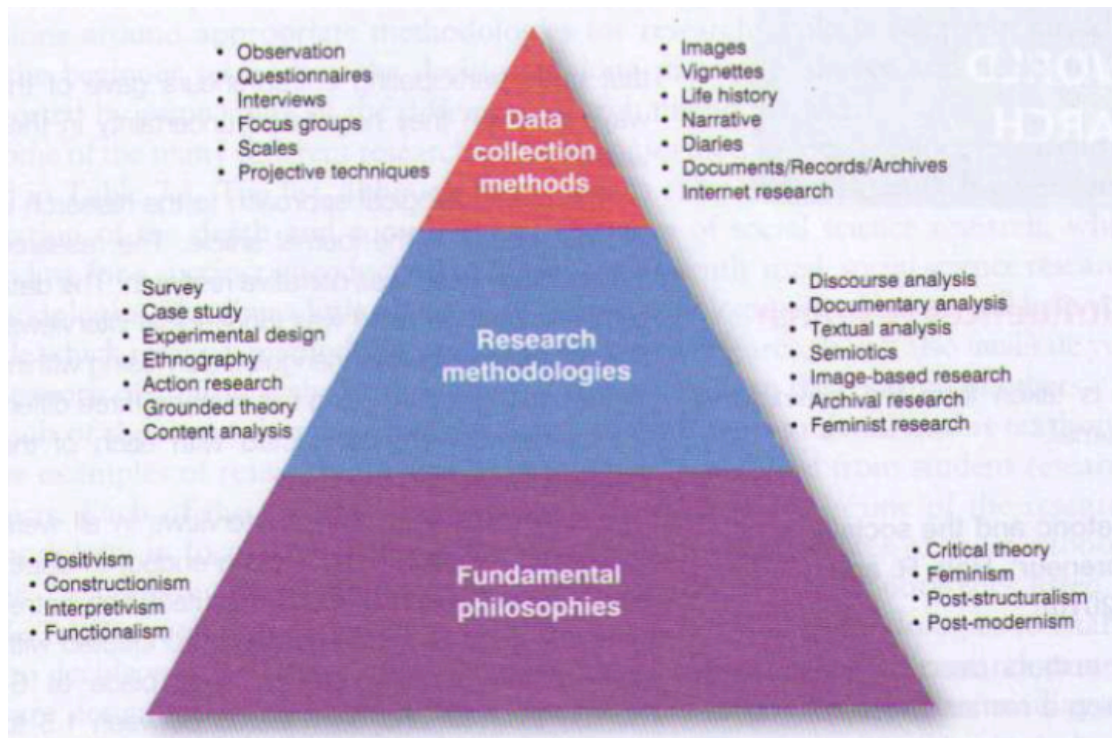 • Observation
• Questionnaires
• Interviews
• Focus groups
• Scales
• Projective techniques
Data
collection
methods
• Images
• Vignettes
• Life history
• Narrative
• Diaries
• Documents/Records/Archives
• Internet research
• Survey
• Case study
• Experimental design
• Ethnography
• Action research
• Grounded theory
• Content analysis
Research
methodologies
• Discourse analysis
• Documentary analysis
• Textual analysis
• Semiotics
• Image-based research
• Archival research
• Feminist research
• Positivism
• Constructionism
• Interpretivism
• Functionalism
Fundamental
philosophies
• Critical theory
• Feminism
• Post-structuralism
• Post-modernism